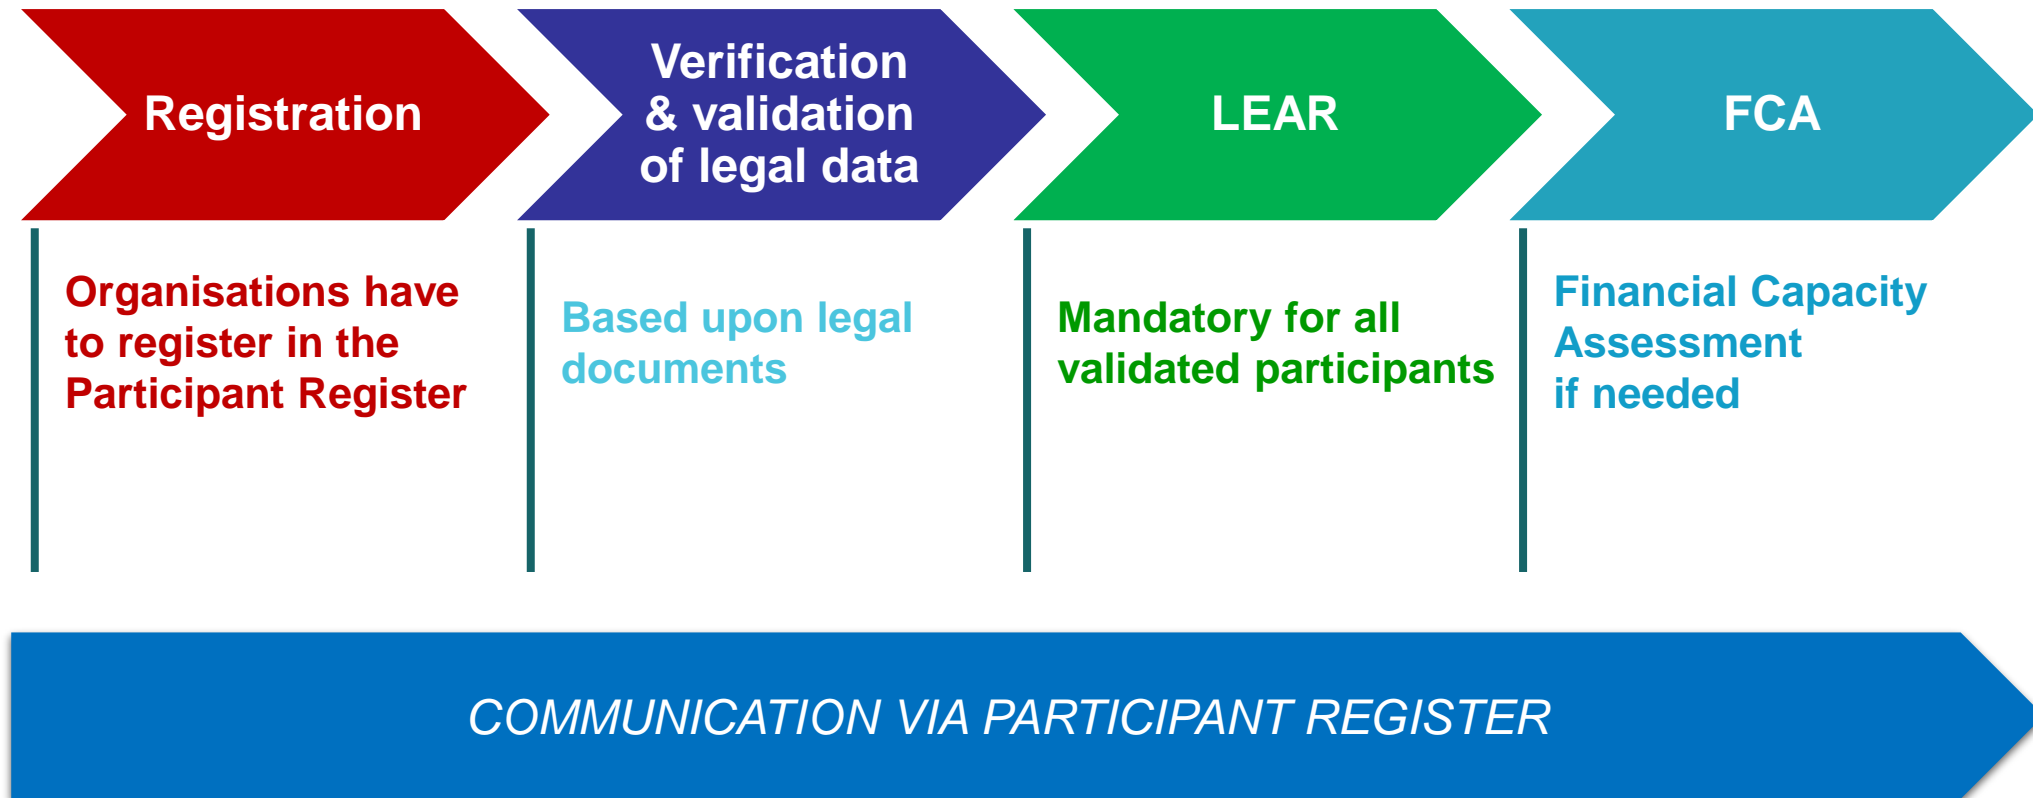 Registration
Verification
& validation
of legal data
LEAR
FCA
Organisations have
to register in the
Participant Register
Based upon legal
documents
Mandatory for all
validated participants
Financial Capacity
Assessment
if needed
COMMUNICATION VIA PARTICIPANT REGISTER